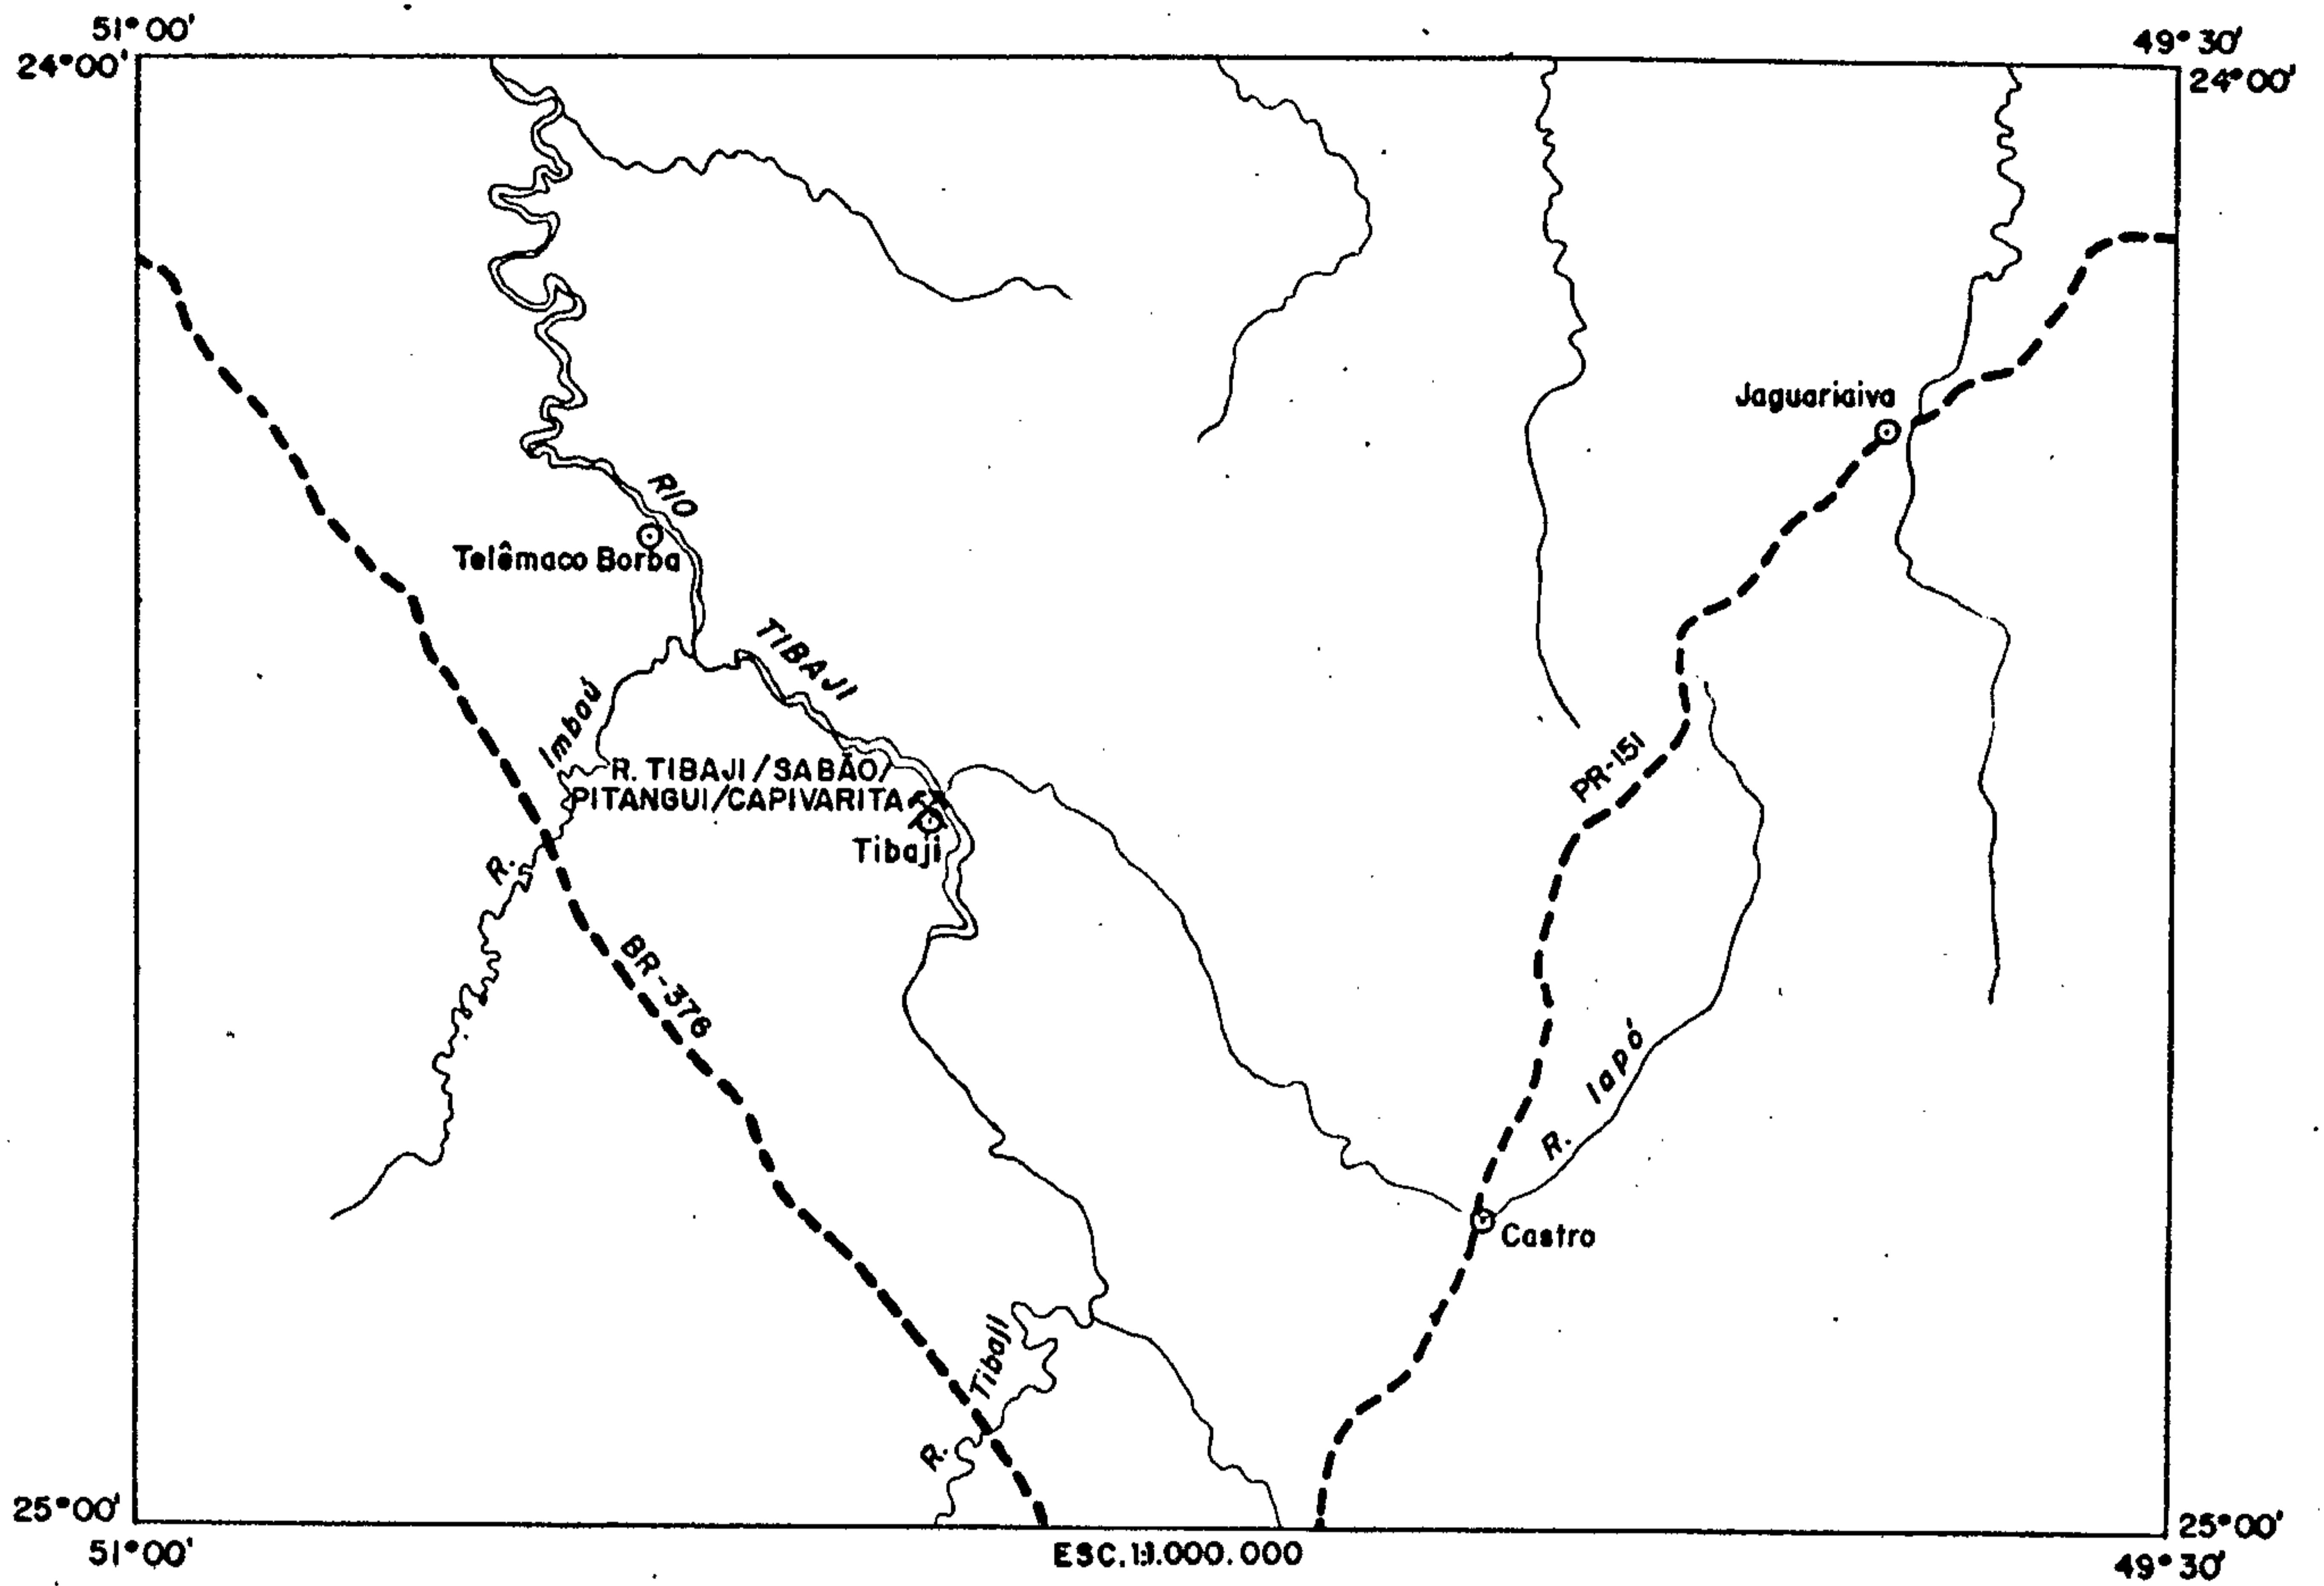 51°00'
49°30'
24°00'
24°00'
Jaguariaiva
RIO
Telêmaco Borba
TIBAJI
Imbaú
R. TIBAJI/SABÃO/
PITANGUI/CAPIVARITA
PR-151
Tibaji
R.
BR-376
Iapó
R.
Castro
Tibaji
R.
25°00'
25°00'
51°00'
ESC. 1:1.000.000
49°30'